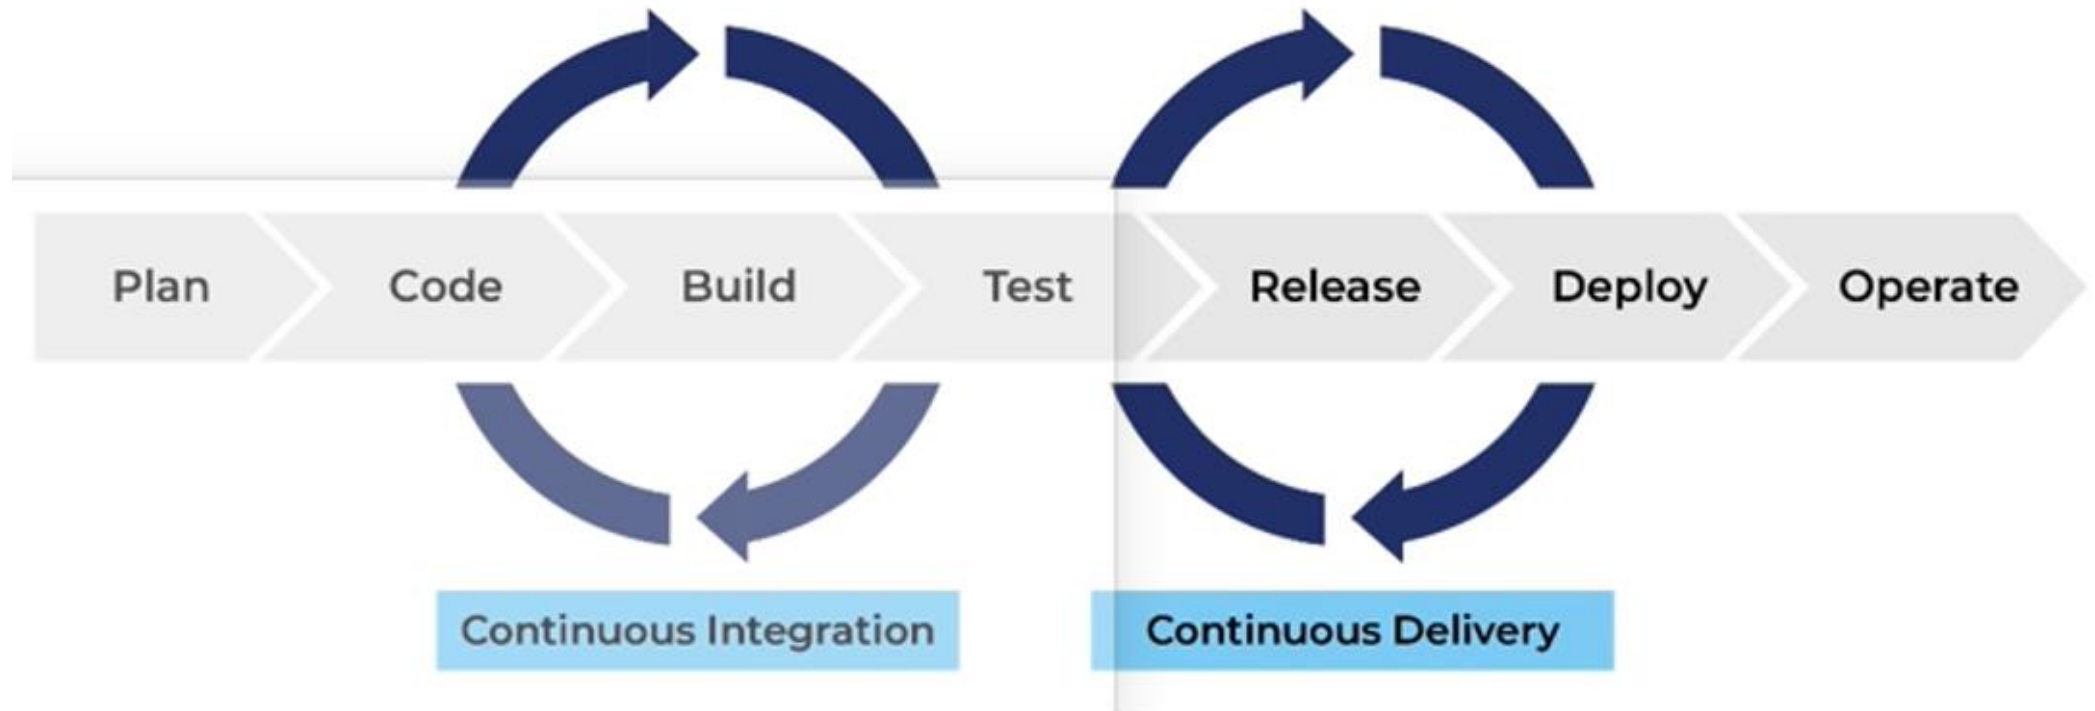 Plan
Code
Build
Test
Release
Deploy
Operate
Continuous Integration
Continuous Delivery